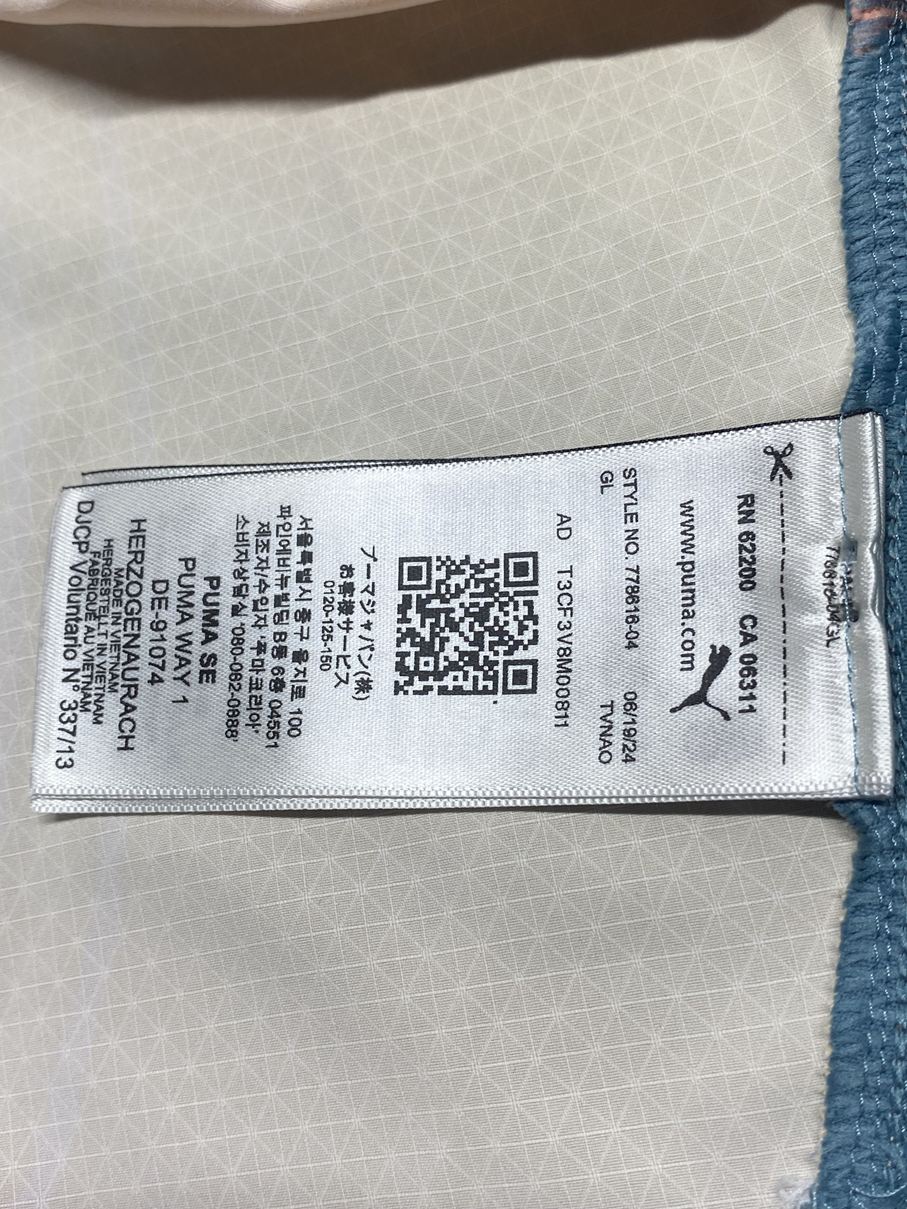 RN 62200 CA 06311
www.puma.com
STYLE NO. 778616-04 06/19/24
GL TVNAO
AD T3CF3V8M00811
プーマジャパン(株)
お客様サービス
0120-125-150
서울특별시 중구 을지로 100
파인에비뉴빌딩 B동 6층 04551
제조자/수입자:'푸마코리아'
소비자상담실 '080-062-0888'
PUMA SE
PUMA WAY 1
DE-91074
HERZOGENAURACH
MADE IN VIETNAM
HERGESTELLT IN VIETNAM
FABRIQUÉ AU VIETNAM
DJCP Voluntario N° 337/13